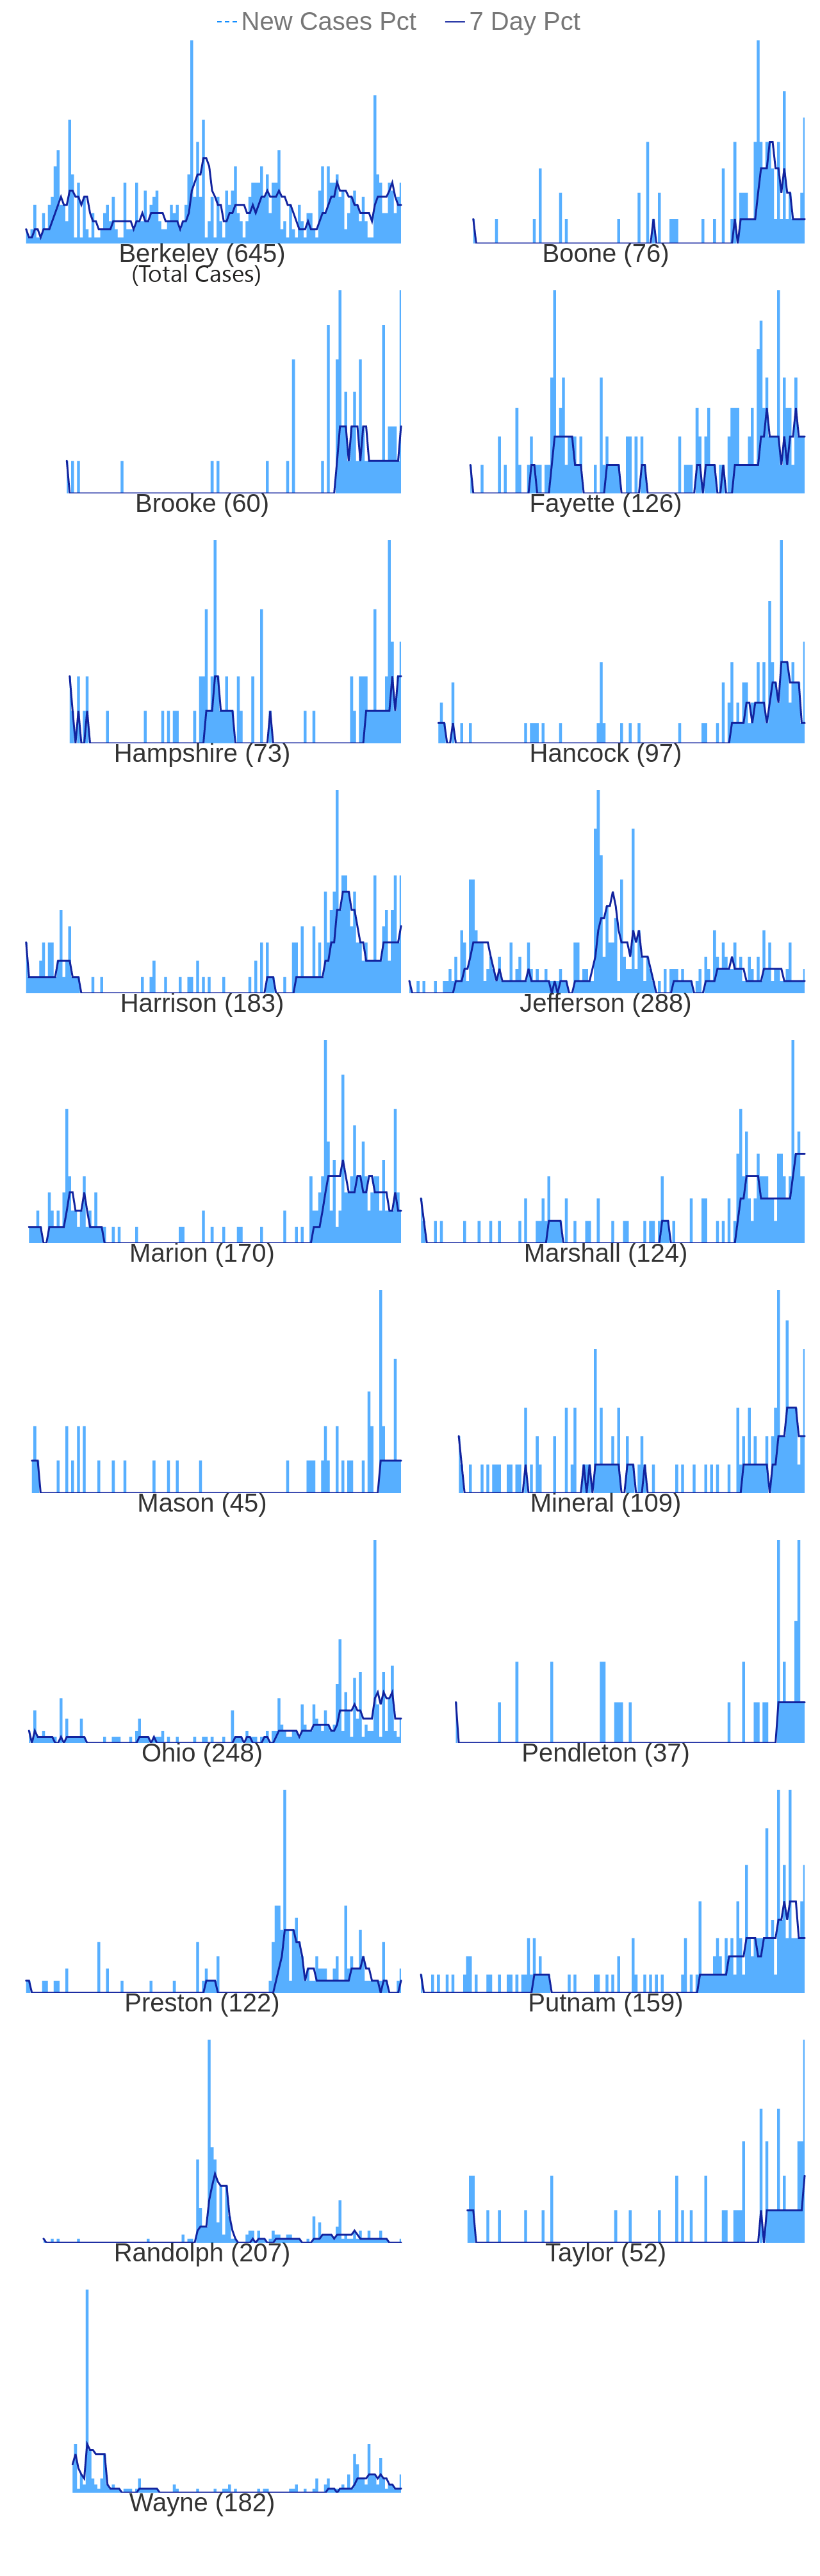 New Cases Pct 7 Day Pct
Berkeley (645) Boone (76)
(Total Cases)
Brooke (60) Fayette (126)
Hampshire (73) Hancock (97)
Harrison (183) Jefferson (288)
Marion (170) Marshall (124)
Mason (45) Mineral (109)
Ohio (248) Pendleton (37)
Preston (122) Putnam (159)
Randolph (207) Taylor (52)
Wayne (182)